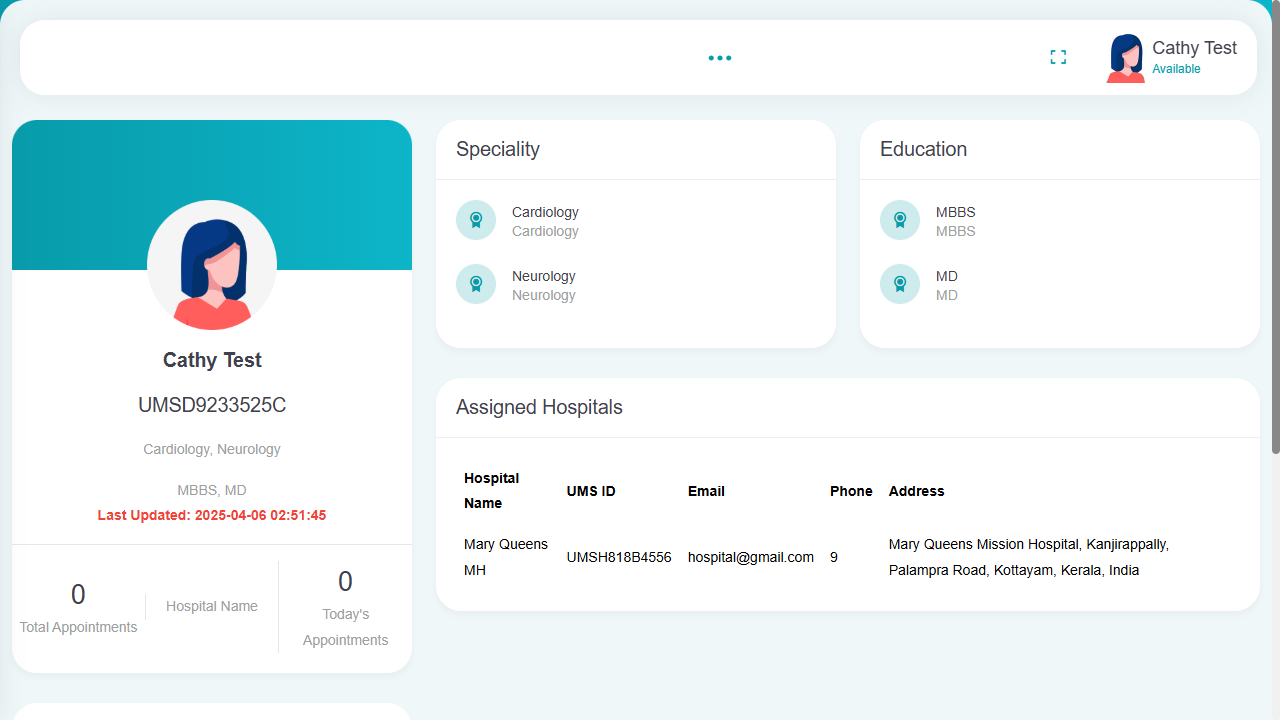 Cathy Test
Available
Cathy Test
UMSD9233525C
Cardiology, Neurology
MBBS, MD
Last Updated: 2025-04-06 02:51:45
0
Total Appointments
Hospital Name
0
Today's
Appointments
Speciality
Cardiology
Cardiology
Neurology
Neurology
Education
MBBS
MBBS
MD
MD
Assigned Hospitals
Hospital Name UMS ID Email Phone Address
Mary Queens MH UMSH818B4556 hospital@gmail.com 9 Mary Queens Mission Hospital, Kanjirappally,
Palampra Road, Kottayam, Kerala, India